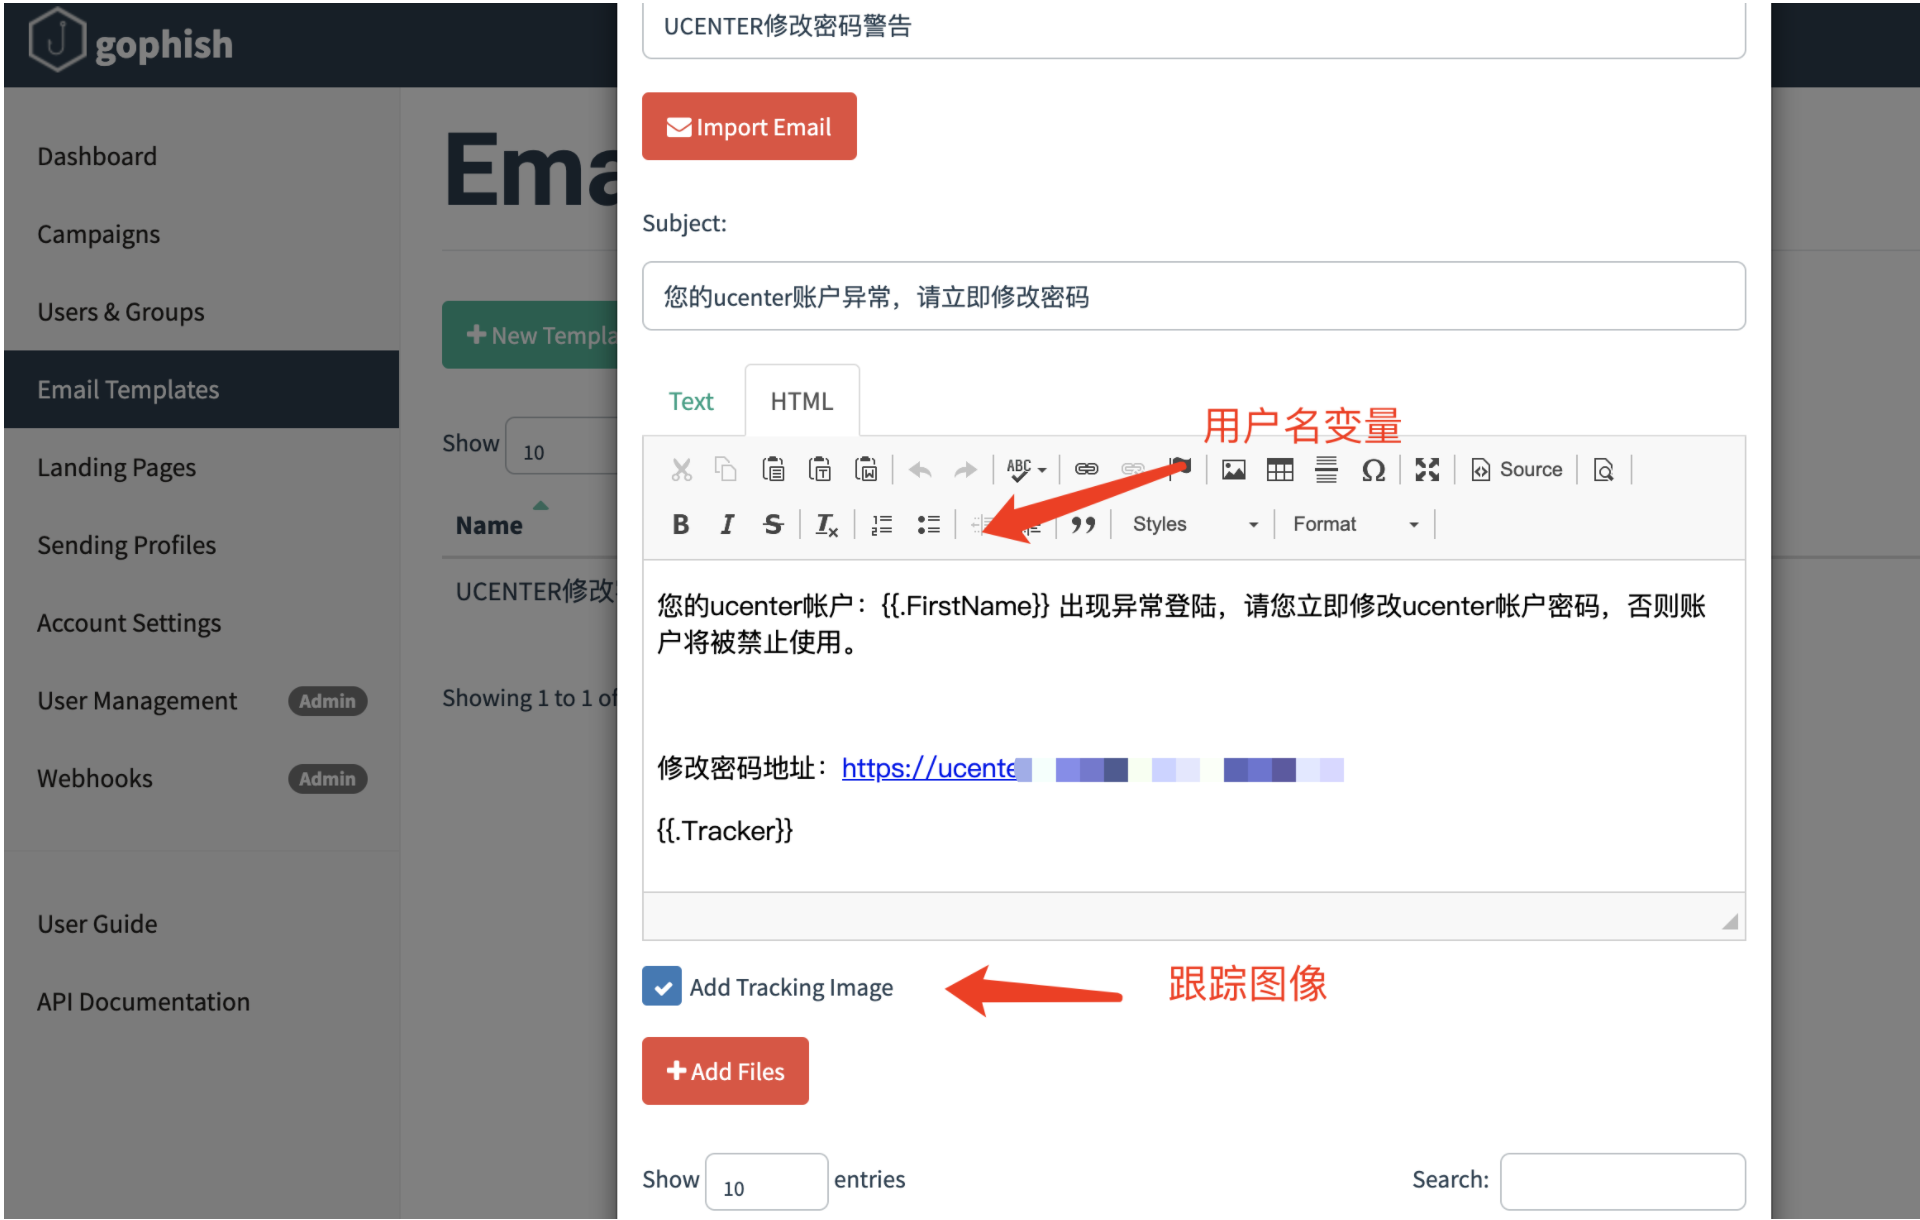 gophish
Dashboard
Campaigns
Users & Groups
Email Templates
Landing Pages
Sending Profiles
Account Settings
User Management Admin
Webhooks Admin
User Guide
API Documentation
Ema
New Templa
Show 10
Name
UCENTER修改
Showing 1 to 1 of
UCENTER修改密码警告
Import Email
Subject:
您的ucenter账户异常，请立即修改密码
Text HTML
用户名变量
ABC
Source
B I S Tx
Styles Format
您的ucenter帐户：{{.FirstName}} 出现异常登陆，请您立即修改ucenter帐户密码，否则账
户将被禁止使用。
修改密码地址：https://ucente
{{.Tracker}}
Add Tracking Image
跟踪图像
Add Files
Show 10 entries
Search: